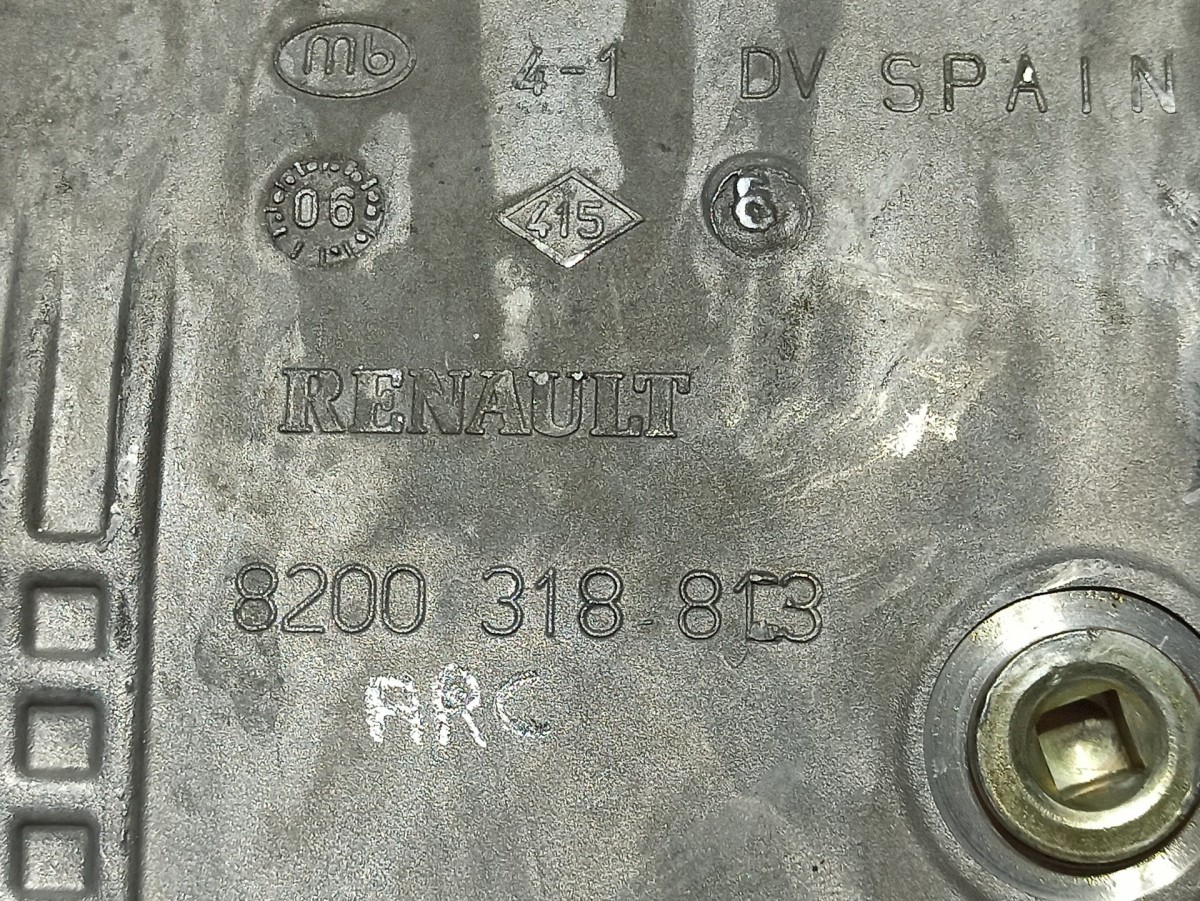 mb 4-1 DV SPAIN
06 415 6
RENAULT
8200 318 813
ARC